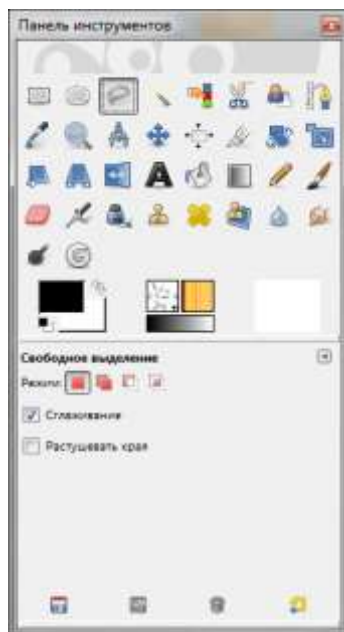 Панель инструментов
Свободное выделение
Режим:
Сглаживание
Растушевать края